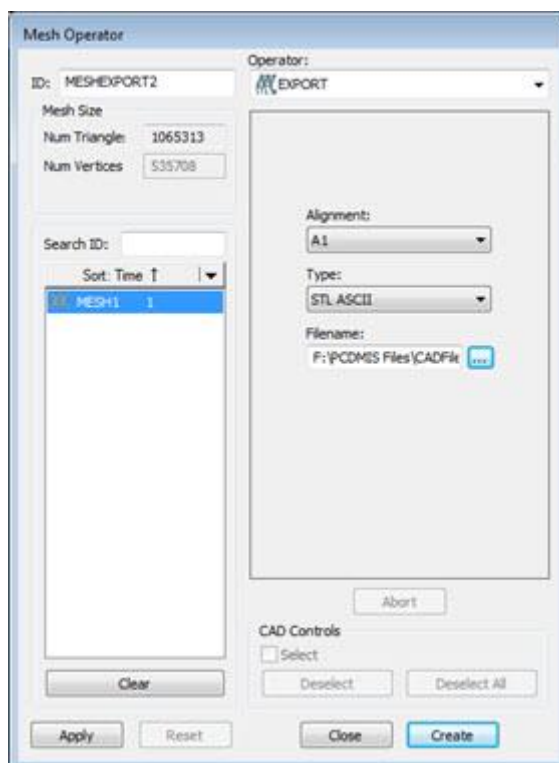 Mesh Operator
ID: MESHEXPORT2
Operator:
EXPORT
Mesh Size
Num Triangle: 1065313
Num Vertices 535708
Search ID:
Sort: Time ↑
MESH1 1
Clear
Alignment:
A1
Type:
STL ASCII
Filename:
F:\PCDMIS Files\CADFile
...
Abort
CAD Controls
Select
Deselect Deselect All
Apply Reset Close Create